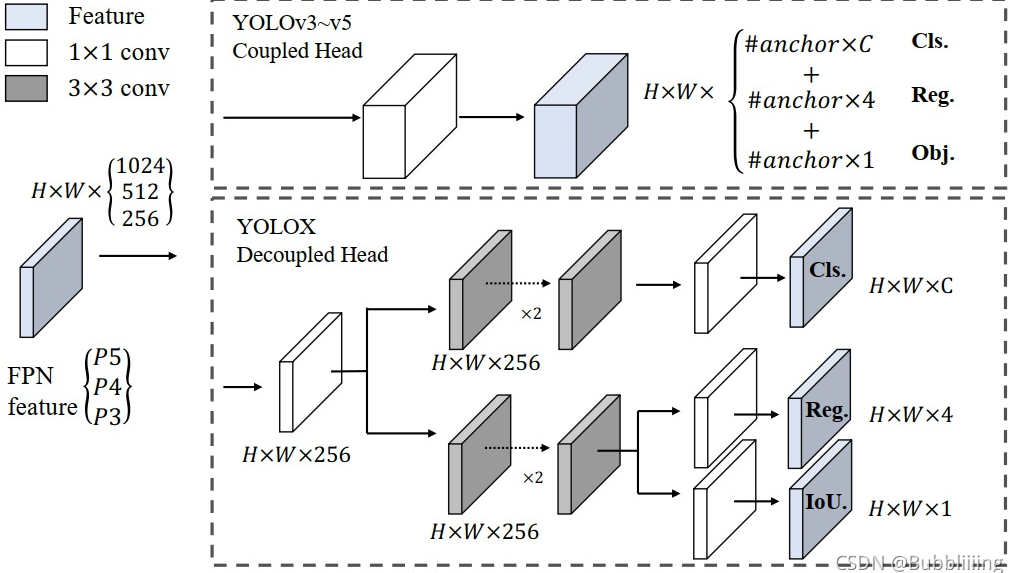 Feature
1×1 conv
3×3 conv
H×W×
1024
512
256
FPN
feature
P5
P4
P3
YOLOv3~v5
Coupled Head
H×W×
#anchor×C
Cls.
+
#anchor×4
Reg.
+
#anchor×1
Obj.
YOLOX
Decoupled Head
H×W×256
×2
H×W×256
Cls.
H×W×C
×2
H×W×256
Reg.
H×W×4
IoU.
H×W×1
CSDN @Bubbliiiing